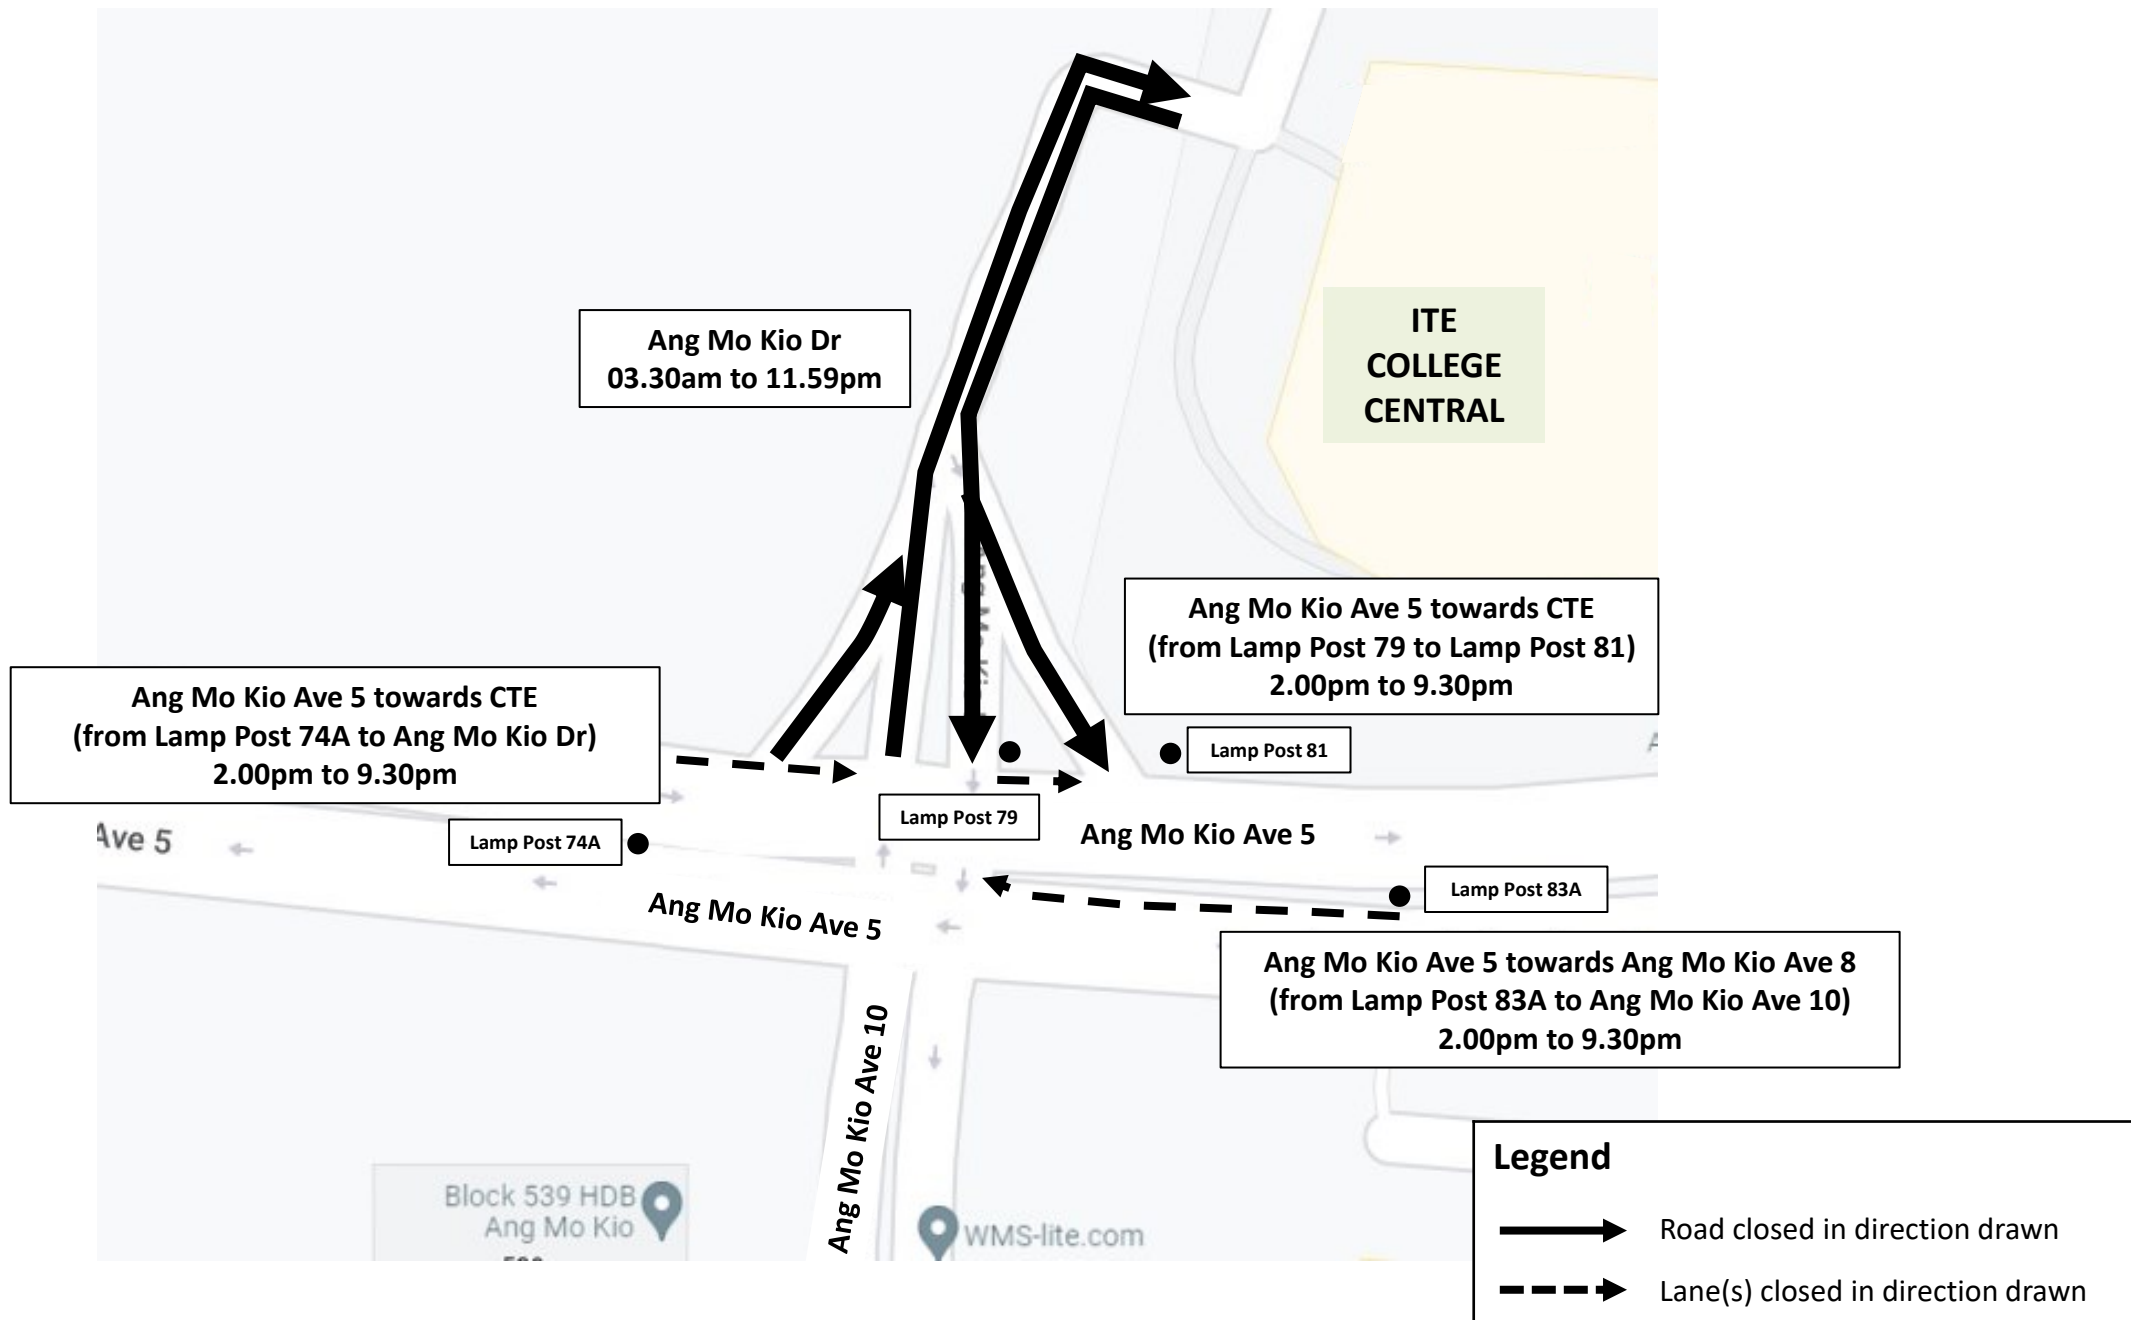 Ang Mo Kio Dr
03.30am to 11.59pm
ITE
COLLEGE
CENTRAL
Ang Mo Kio Ave 5 towards CTE
(from Lamp Post 79 to Lamp Post 81)
2.00pm to 9.30pm
Ang Mo Kio Ave 5 towards CTE
(from Lamp Post 74A to Ang Mo Kio Dr)
2.00pm to 9.30pm
Lamp Post 81
Lamp Post 79
Ave 5
Lamp Post 74A
Ang Mo Kio Ave 5
Lamp Post 83A
Ang Mo Kio Ave 5
Ang Mo Kio Ave 5 towards Ang Mo Kio Ave 8
(from Lamp Post 83A to Ang Mo Kio Ave 10)
2.00pm to 9.30pm
Ang Mo Kio Ave 10
Block 539 HDB
Ang Mo Kio
WMS-lite.com
Legend
Road closed in direction drawn
Lane(s) closed in direction drawn